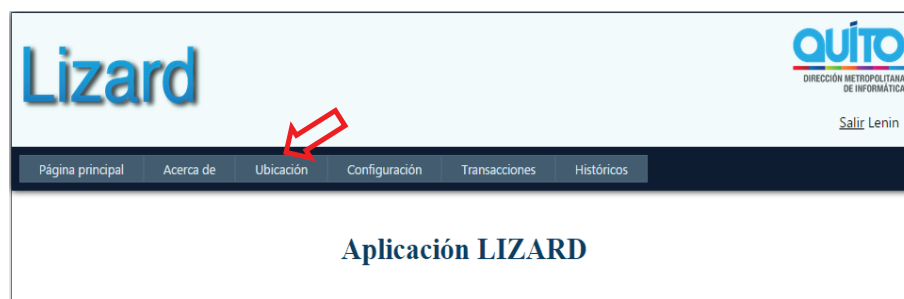 Lizard
QUITO
DIRECCIÓN METROPOLITANA
DE INFORMÁTICA
Salir Lenin
Página principal Acerca de Ubicación Configuración Transacciones Históricos
Aplicación LIZARD